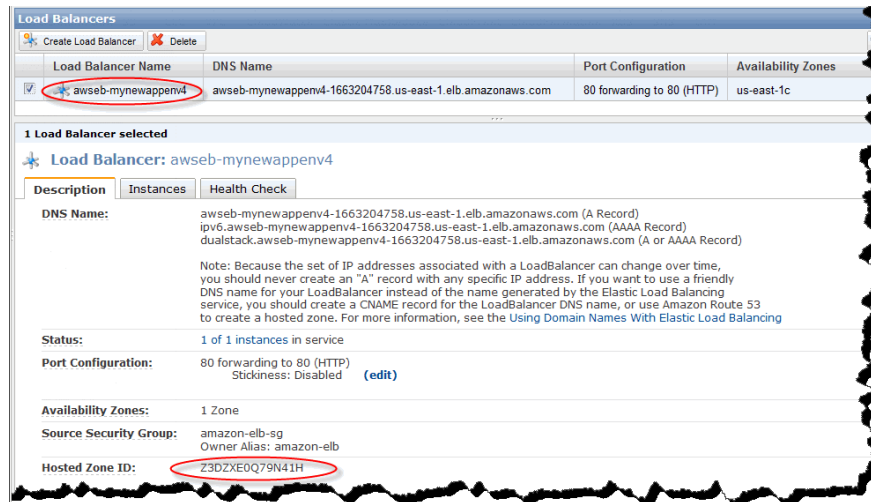 Load Balancers
Create Load Balancer Delete
Load Balancer Name DNS Name Port Configuration Availability Zones
awseb-mynewappenv4 awseb-mynewappenv4-1663204758.us-east-1.elb.amazonaws.com 80 forwarding to 80 (HTTP) us-east-1c
1 Load Balancer selected
Load Balancer: awseb-mynewappenv4
Description Instances Health Check
DNS Name: awseb-mynewappenv4-1663204758.us-east-1.elb.amazonaws.com (A Record)
ipv6.awseb-mynewappenv4-1663204758.us-east-1.elb.amazonaws.com (AAAA Record)
dualstack.awseb-mynewappenv4-1663204758.us-east-1.elb.amazonaws.com (A or AAAA Record)
Note: Because the set of IP addresses associated with a LoadBalancer can change over time,
you should never create an "A" record with any specific IP address. If you want to use a friendly
DNS name for your LoadBalancer instead of the name generated by the Elastic Load Balancing
service, you should create a CNAME record for the LoadBalancer DNS name, or use Amazon Route 53
to create a hosted zone. For more information, see the Using Domain Names With Elastic Load Balancing
Status: 1 of 1 instances in service
Port Configuration: 80 forwarding to 80 (HTTP)
Stickiness: Disabled (edit)
Availability Zones: 1 Zone
Source Security Group: amazon-elb-sg
Owner Alias: amazon-elb
Hosted Zone ID: Z3DZXE0Q79N41H